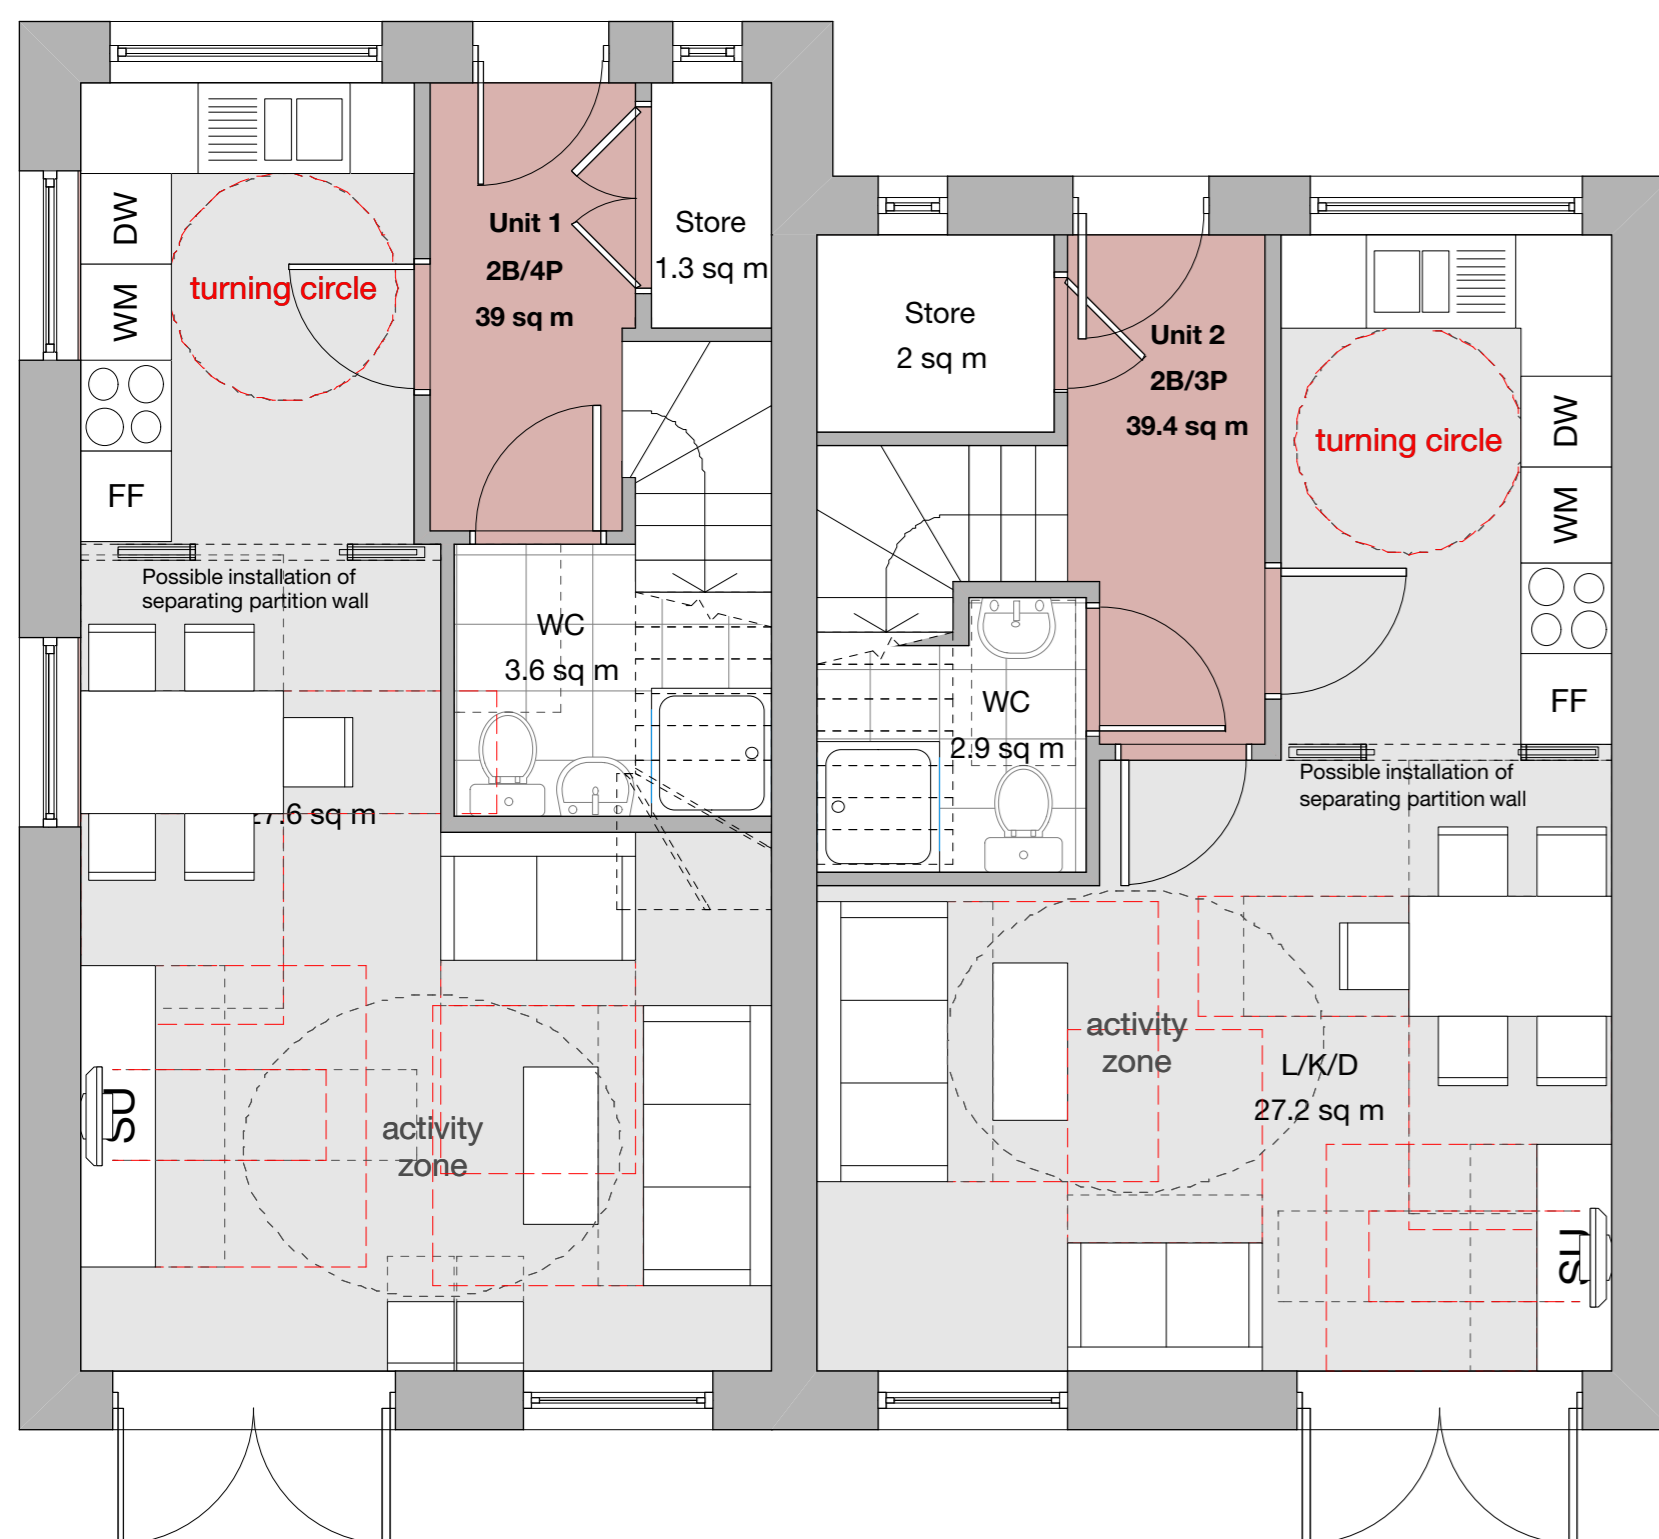 Unit 1
2B/4P
39 sq m
Store
1.3 sq m
DW
WM
FF
turning circle
Possible installation of
separating partition wall
WC
3.6 sq m
sq m
activity
zone
Store
2 sq m
Unit 2
2B/3P
39.4 sq m
turning circle
DW
WM
FF
WC
2.9 sq m
Possible installation of
separating partition wall
activity
zone
L/K/D
27.2 sq m